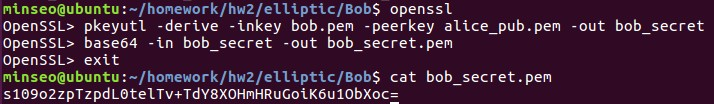 minseo@ubuntu:~/homework/hw2/elliptic/Bob$ openssl
OpenSSL> pkeyutl -derive -inkey bob.pem -peerkey alice_pub.pem -out bob_secret
OpenSSL> base64 -in bob_secret -out bob_secret.pem
OpenSSL> exit
minseo@ubuntu:~/homework/hw2/elliptic/Bob$ cat bob_secret.pem
s109o2zpTzpdL0telTv+TdY8XOHmHRuGoiK6u1ObXoc=